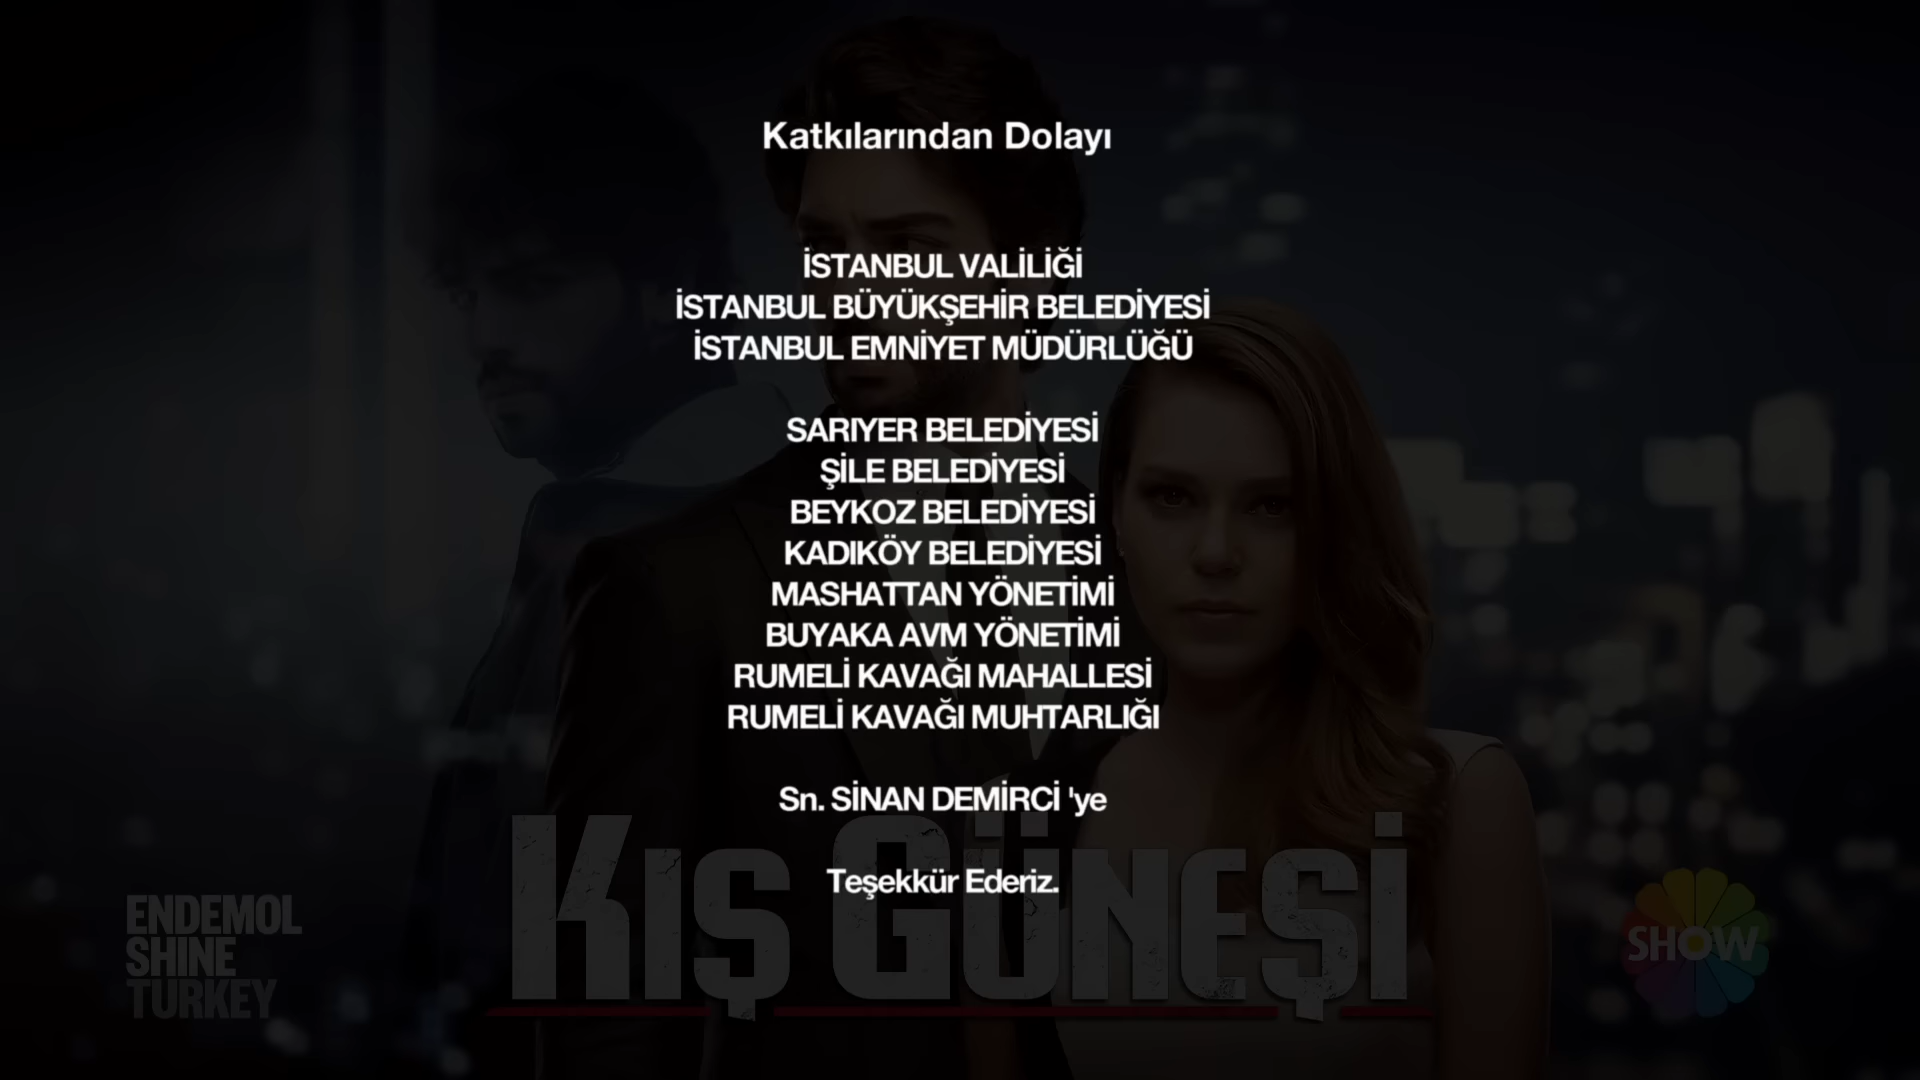 Katkılarından Dolayı
İSTANBUL VALİLİĞİ
İSTANBUL BÜYÜKŞEHİR BELEDİYESİ
İSTANBUL EMNİYET MÜDÜRLÜĞÜ
SARIYER BELEDİYESİ
ŞİLE BELEDİYESİ
BEYKOZ BELEDİYESİ
KADIKÖY BELEDİYESİ
MASHATTAN YÖNETİMİ
BUYAKA AVM YÖNETİMİ
RUMELİ KAVAĞI MAHALLESİ
RUMELİ KAVAĞI MUHTARLIĞI
Sn. SİNAN DEMİRCİ 'ye
Teşekkür Ederiz.
KIŞ GÜNEŞİ
ENDEMOL
SHINE
TURKEY
SHOW